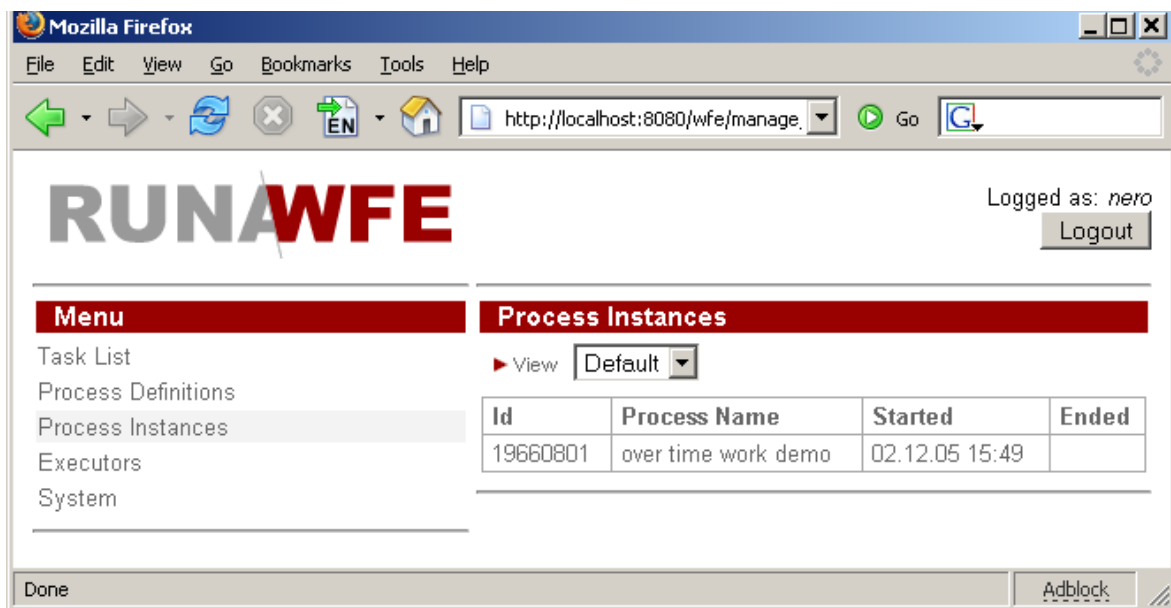 Mozilla Firefox
File Edit View Go Bookmarks Tools Help
EN http://localhost:8080/wfe/manage. Go G
RUNAWFE
Logged as: nero
Logout
Menu
Task List
Process Definitions
Process Instances
Executors
System
Process Instances
View Default
Id Process Name Started Ended
19660801 over time work demo 02.12.05 15:49
Done Adblock